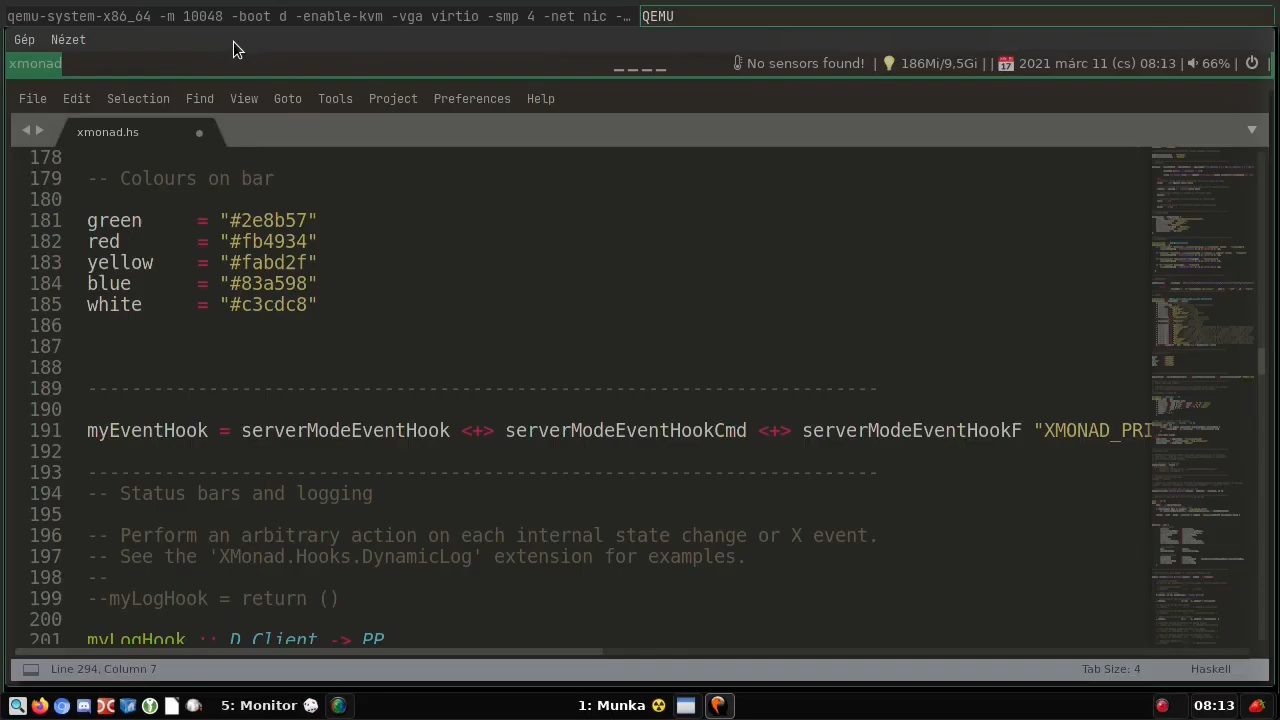 qemu-system-x86_64 -m 10048 -boot d -enable-kvm -vga virtio -smp 4 -net nic -…
QEMU
Gép Nézet
xmonad
No sensors found! | 186Mi/9,5Gi | | 2021 márc 11 (cs) 08:13 | 66% | |
File Edit Selection Find View Goto Tools Project Preferences Help
xmonad.hs
178
179 -- Colours on bar
180
181 green = "#2e8b57"
182 red = "#fb4934"
183 yellow = "#fabd2f"
184 blue = "#83a598"
185 white = "#c3cdc8"
186
187
188
189 ------------------------------------------------------------------------
190
191 myEventHook = serverModeEventHook <+> serverModeEventHookCmd <+> serverModeEventHookF "XMONAD_PRI
192
193 ------------------------------------------------------------------------
194 -- Status bars and logging
195
196 -- Perform an arbitrary action on each internal state change or X event.
197 -- See the 'XMonad.Hooks.DynamicLog' extension for examples.
198 --
199 --myLogHook = return ()
200
201 myLogHook :: D.Client -> PP
Line 294, Column 7
Tab Size: 4
Haskell
5: Monitor
1: Munka
08:13